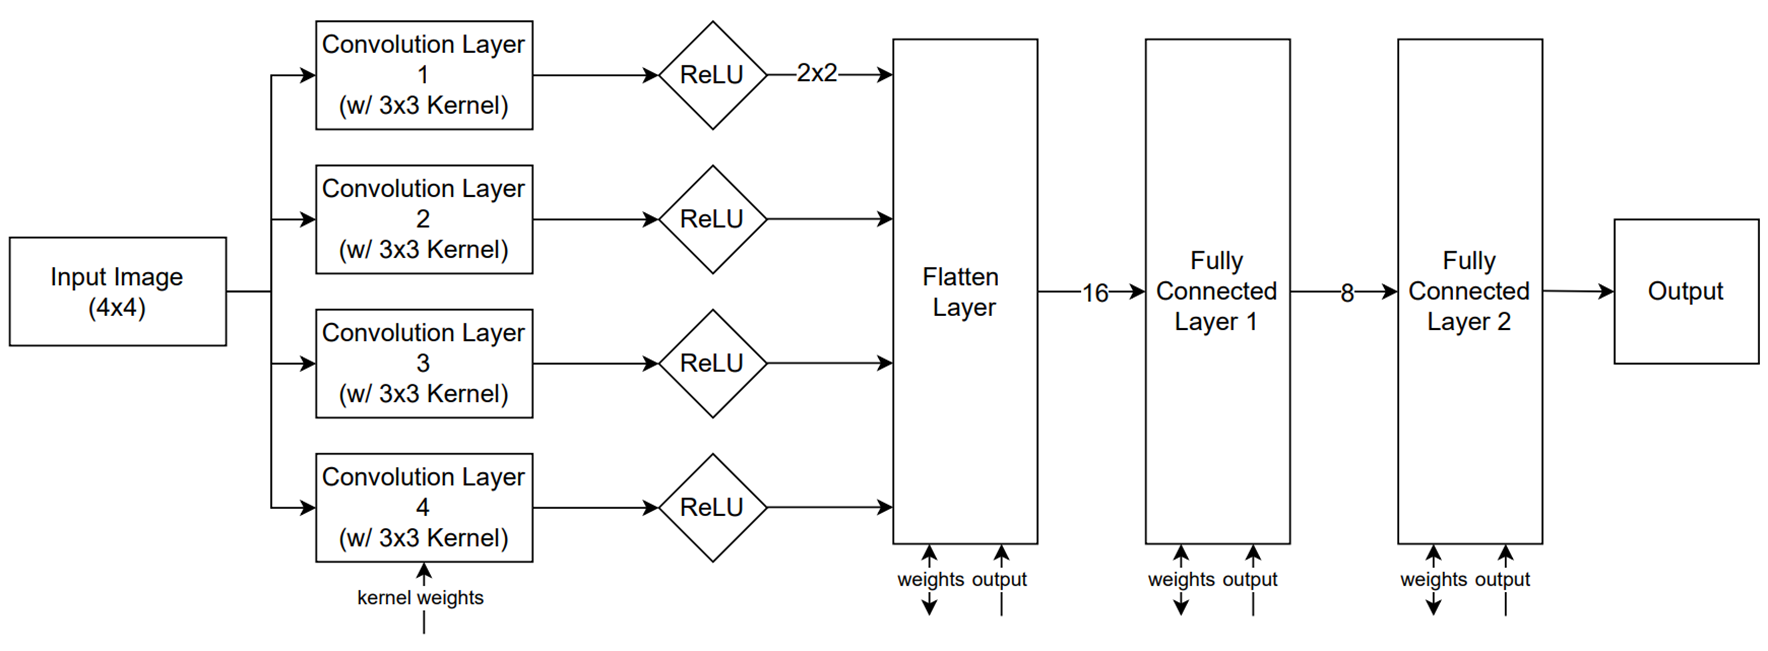 Input Image
(4x4)
Convolution Layer
1
(w/ 3x3 Kernel)
ReLU
2x2
Convolution Layer
2
(w/ 3x3 Kernel)
ReLU
Convolution Layer
3
(w/ 3x3 Kernel)
ReLU
Convolution Layer
4
(w/ 3x3 Kernel)
ReLU
kernel weights
Flatten
Layer
weights output
16
Fully
Connected
Layer 1
weights output
8
Fully
Connected
Layer 2
weights output
Output